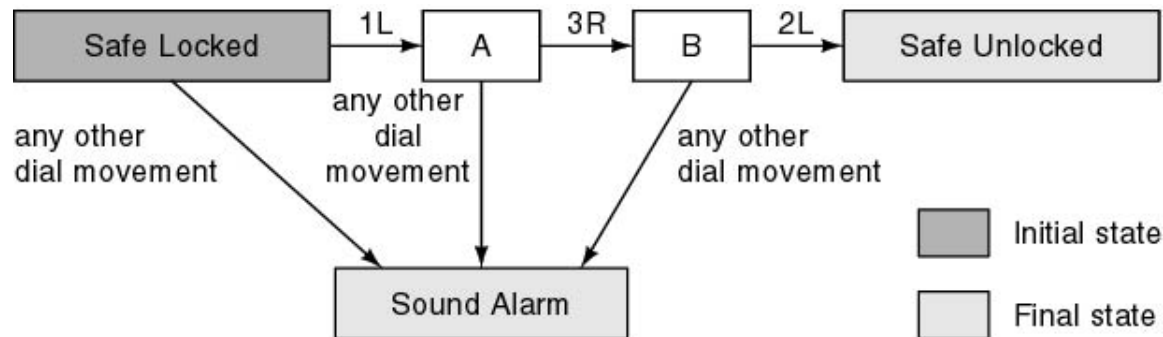 1L
3R
2L
Safe Locked
A
B
Safe Unlocked
any other
dial movement
any other
dial
movement
any other
dial movement
Initial state
Sound Alarm
Final state